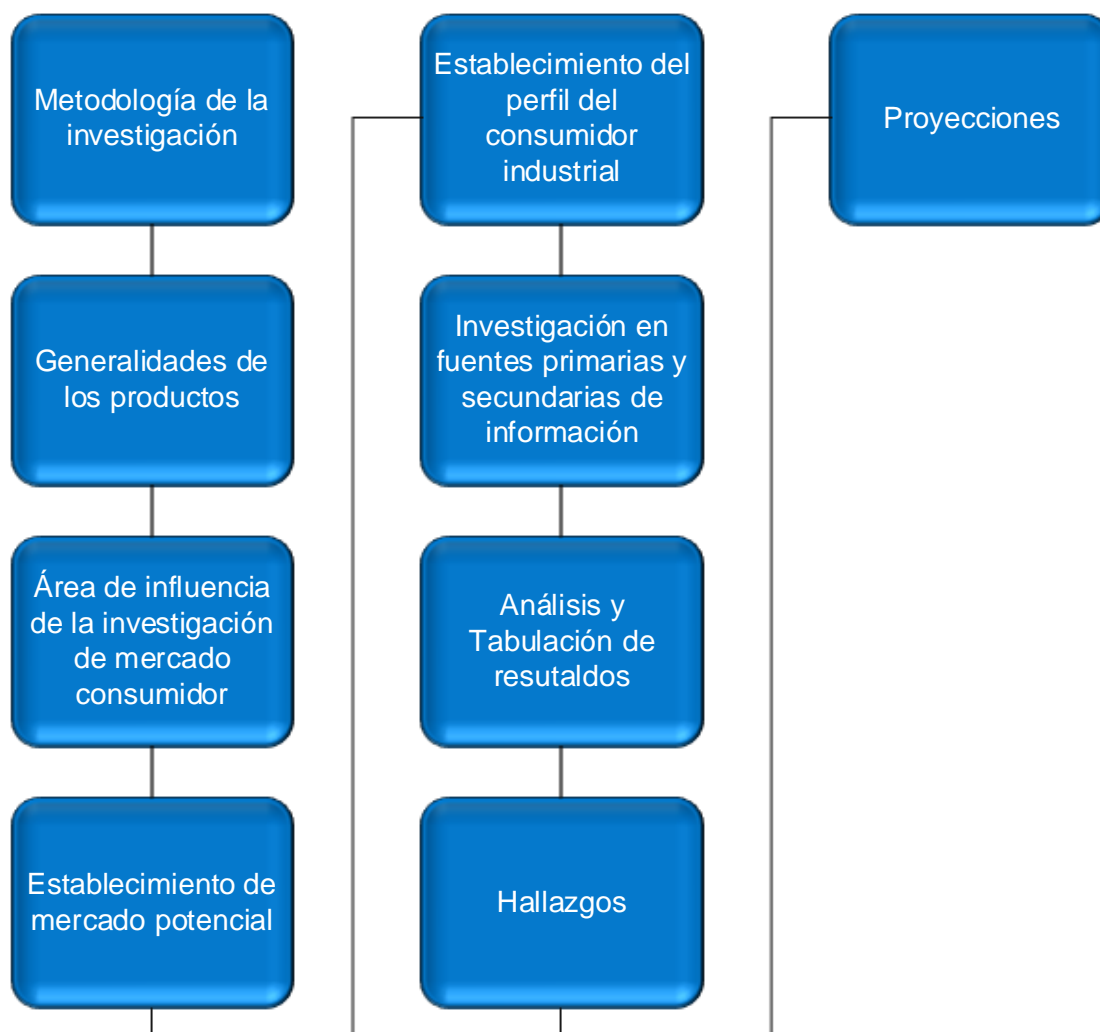 Metodología de la
investigación
Generalidades de
los productos
Área de influencia
de la investigación
de mercado
consumidor
Establecimiento de
mercado potencial
Establecimiento del
perfil del
consumidor
industrial
Investigación en
fuentes primarias y
secundarias de
información
Análisis y
Tabulación de
resutaldos
Hallazgos
Proyecciones